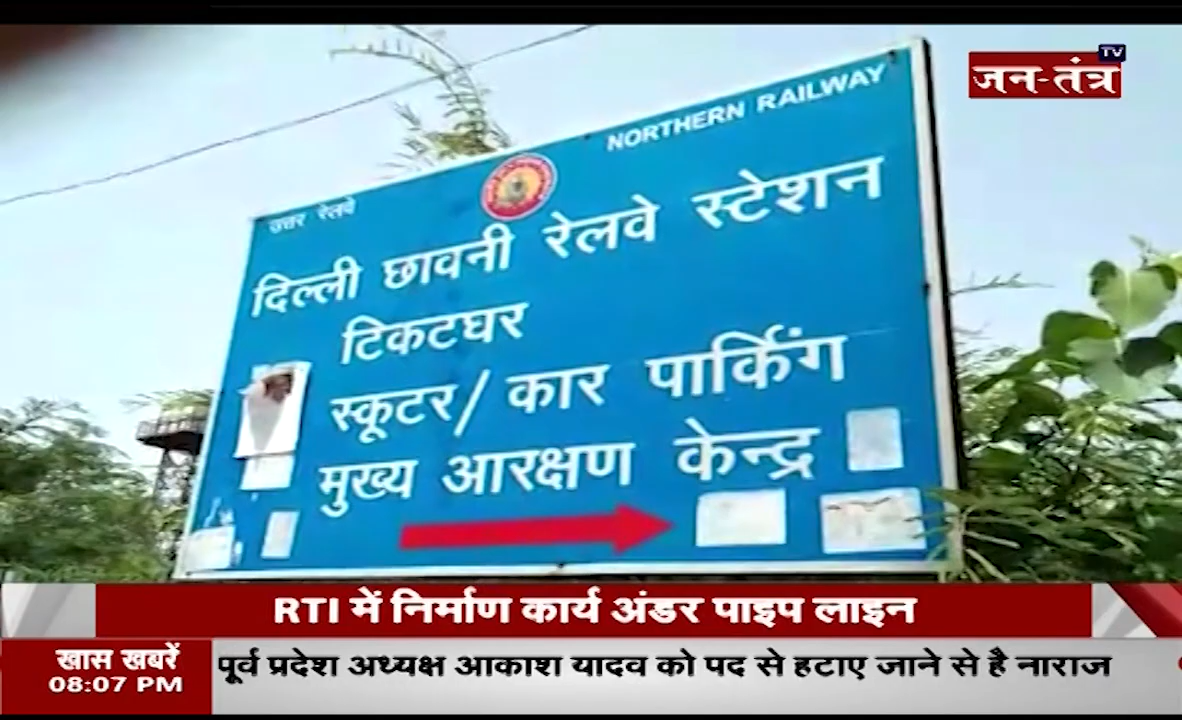 TV
जन-तंत्र
NORTHERN RAILWAY
उत्तर रेलवे
दिल्ली छावनी रेलवे स्टेशन
टिकटघर
स्कूटर/कार पार्किंग
मुख्य आरक्षण केन्द्र
RTI में निर्माण कार्य अंडर पाइप लाइन
खास खबरें
08:07 PM
पूर्व प्रदेश अध्यक्ष आकाश यादव को पद से हटाए जाने से है नाराज